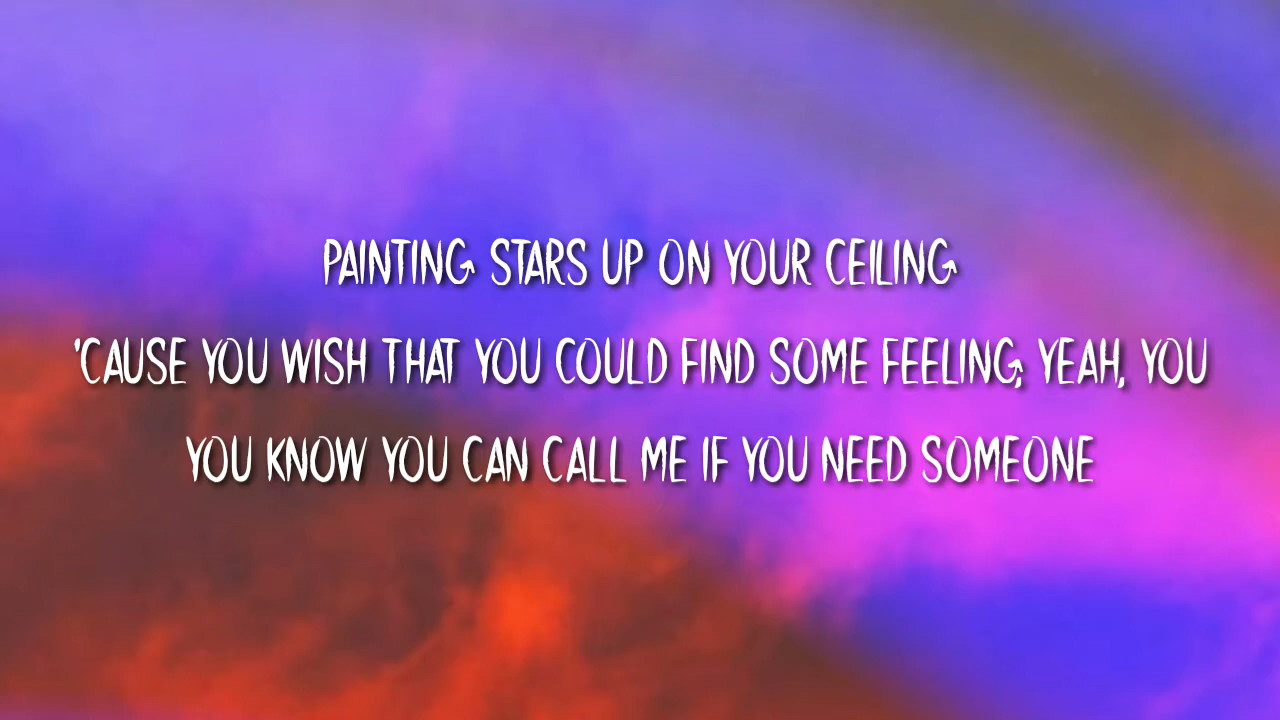 PAINTING STARS UP ON YOUR CEILING
'CAUSE YOU WISH THAT YOU COULD FIND SOME FEELING, YEAH, YOU
YOU KNOW YOU CAN CALL ME IF YOU NEED SOMEONE